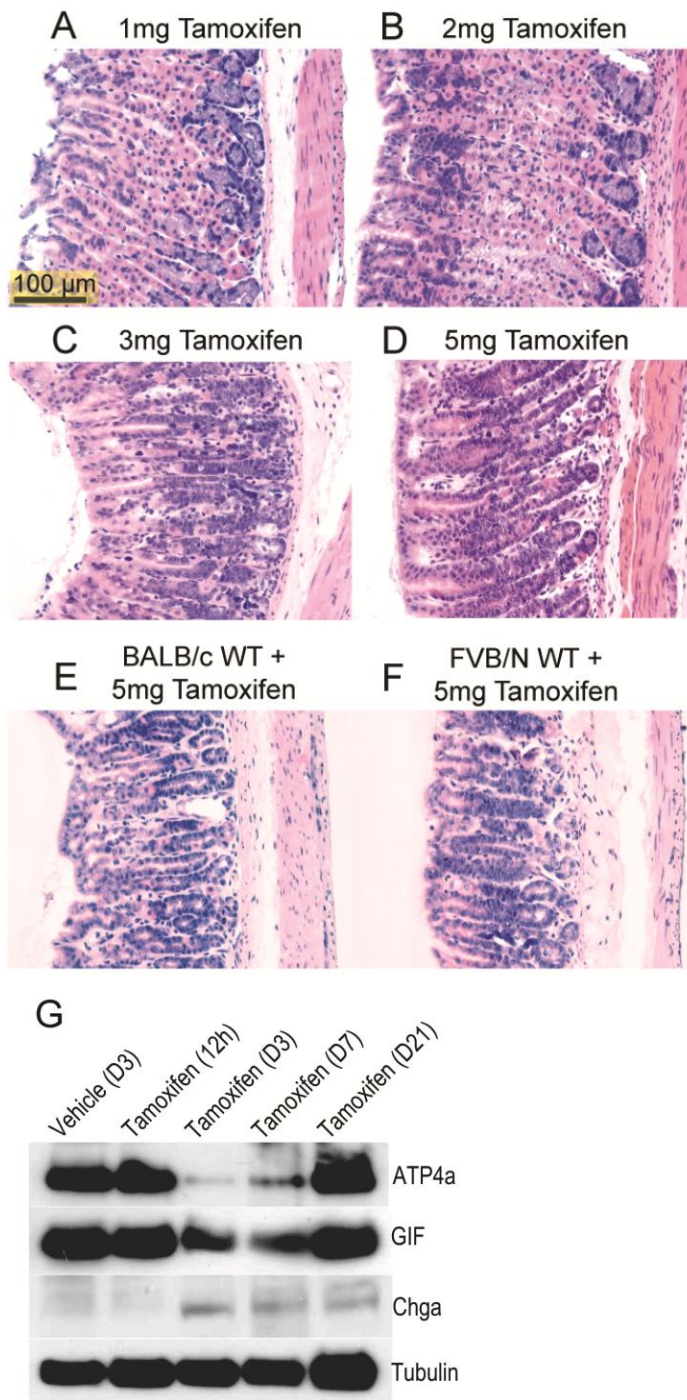 A
1mg Tamoxifen
B
2mg Tamoxifen
100 µm
C
3mg Tamoxifen
D
5mg Tamoxifen
E
BALB/c WT +
5mg Tamoxifen
F
FVB/N WT +
5mg Tamoxifen
G
Vehicle (D3)
Tamoxifen (12h)
Tamoxifen (D3)
Tamoxifen (D7)
Tamoxifen (D21)
ATP4a
GIF
Chga
Tubulin